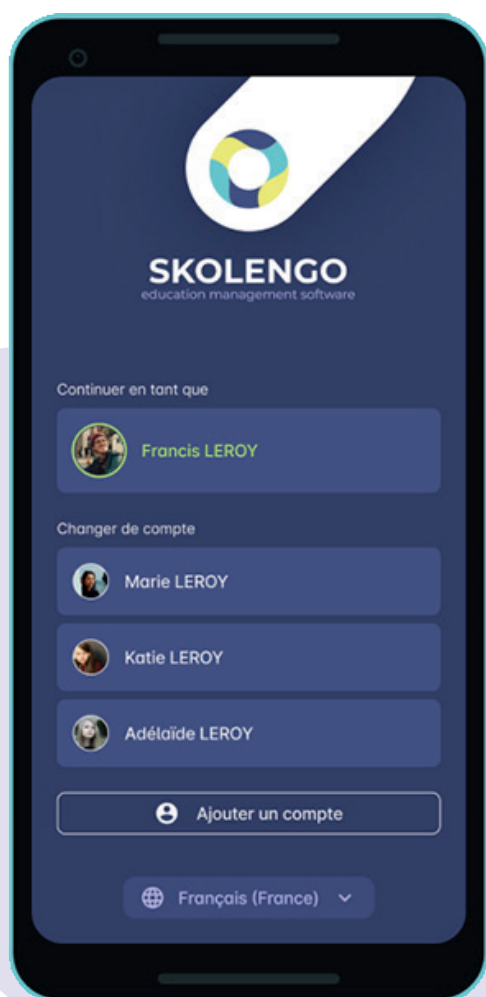 SKOLENGO
education management software
Continuer en tant que
Francis LEROY
Changer de compte
Marie LEROY
Katie LEROY
Adélaïde LEROY
Ajouter un compte
Français (France)